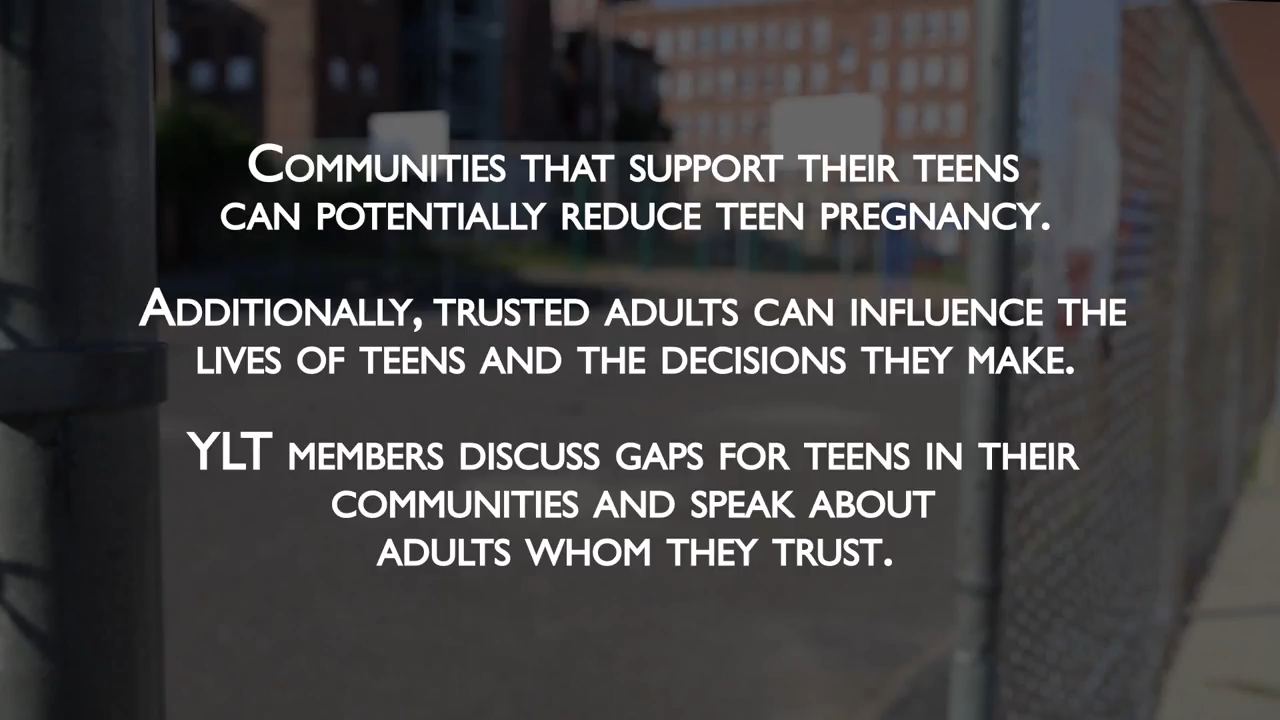 Communities that support their teens
can potentially reduce teen pregnancy.
Additionally, trusted adults can influence the
lives of teens and the decisions they make.
YLT members discuss gaps for teens in their
communities and speak about
adults whom they trust.